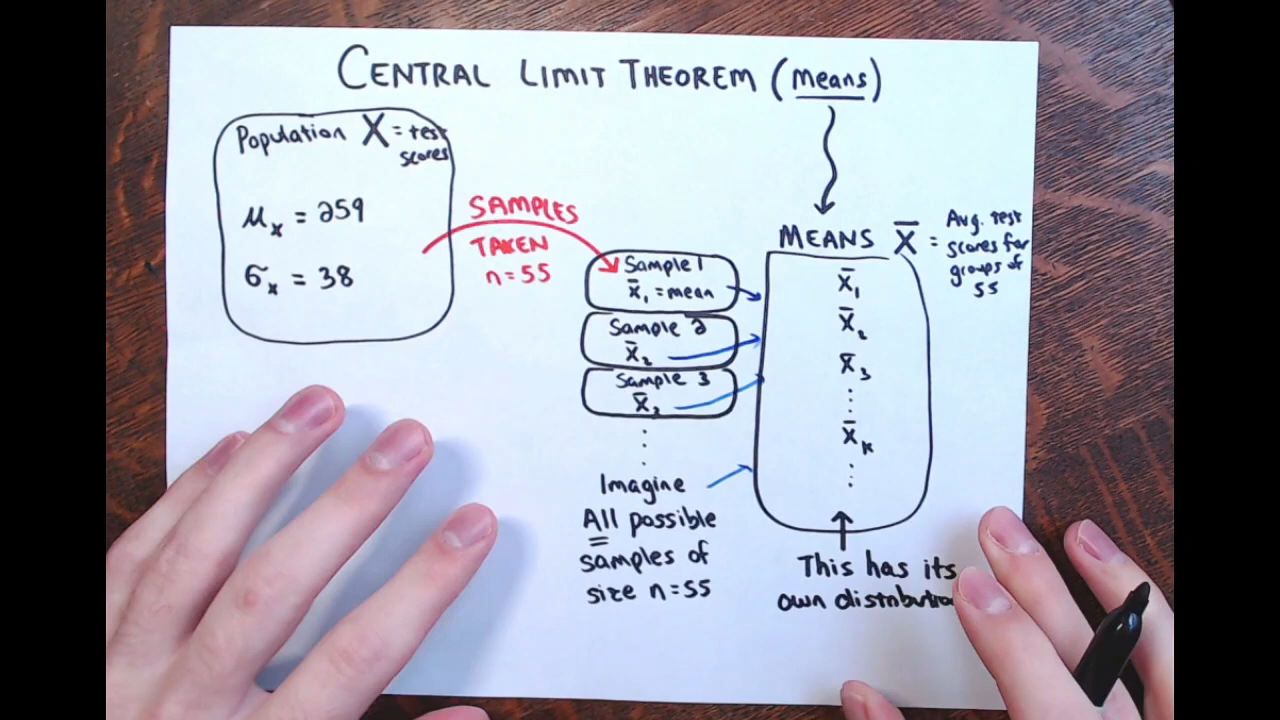 CENTRAL LIMIT THEOREM (means)
Population X = test
scores
μx = 259
σx = 38
SAMPLES
TAKEN
n=55
Sample 1
x̄₁ = mean
Sample 2
x̄₂
Sample 3
x̄₃
⋮
Imagine
All possible
samples of
size n=55
MEANS X̄ = Avg. test
scores for
groups of
55
x̄₁
x̄₂
x̄₃
⋮
x̄ₖ
⋮
This has its
own distributio